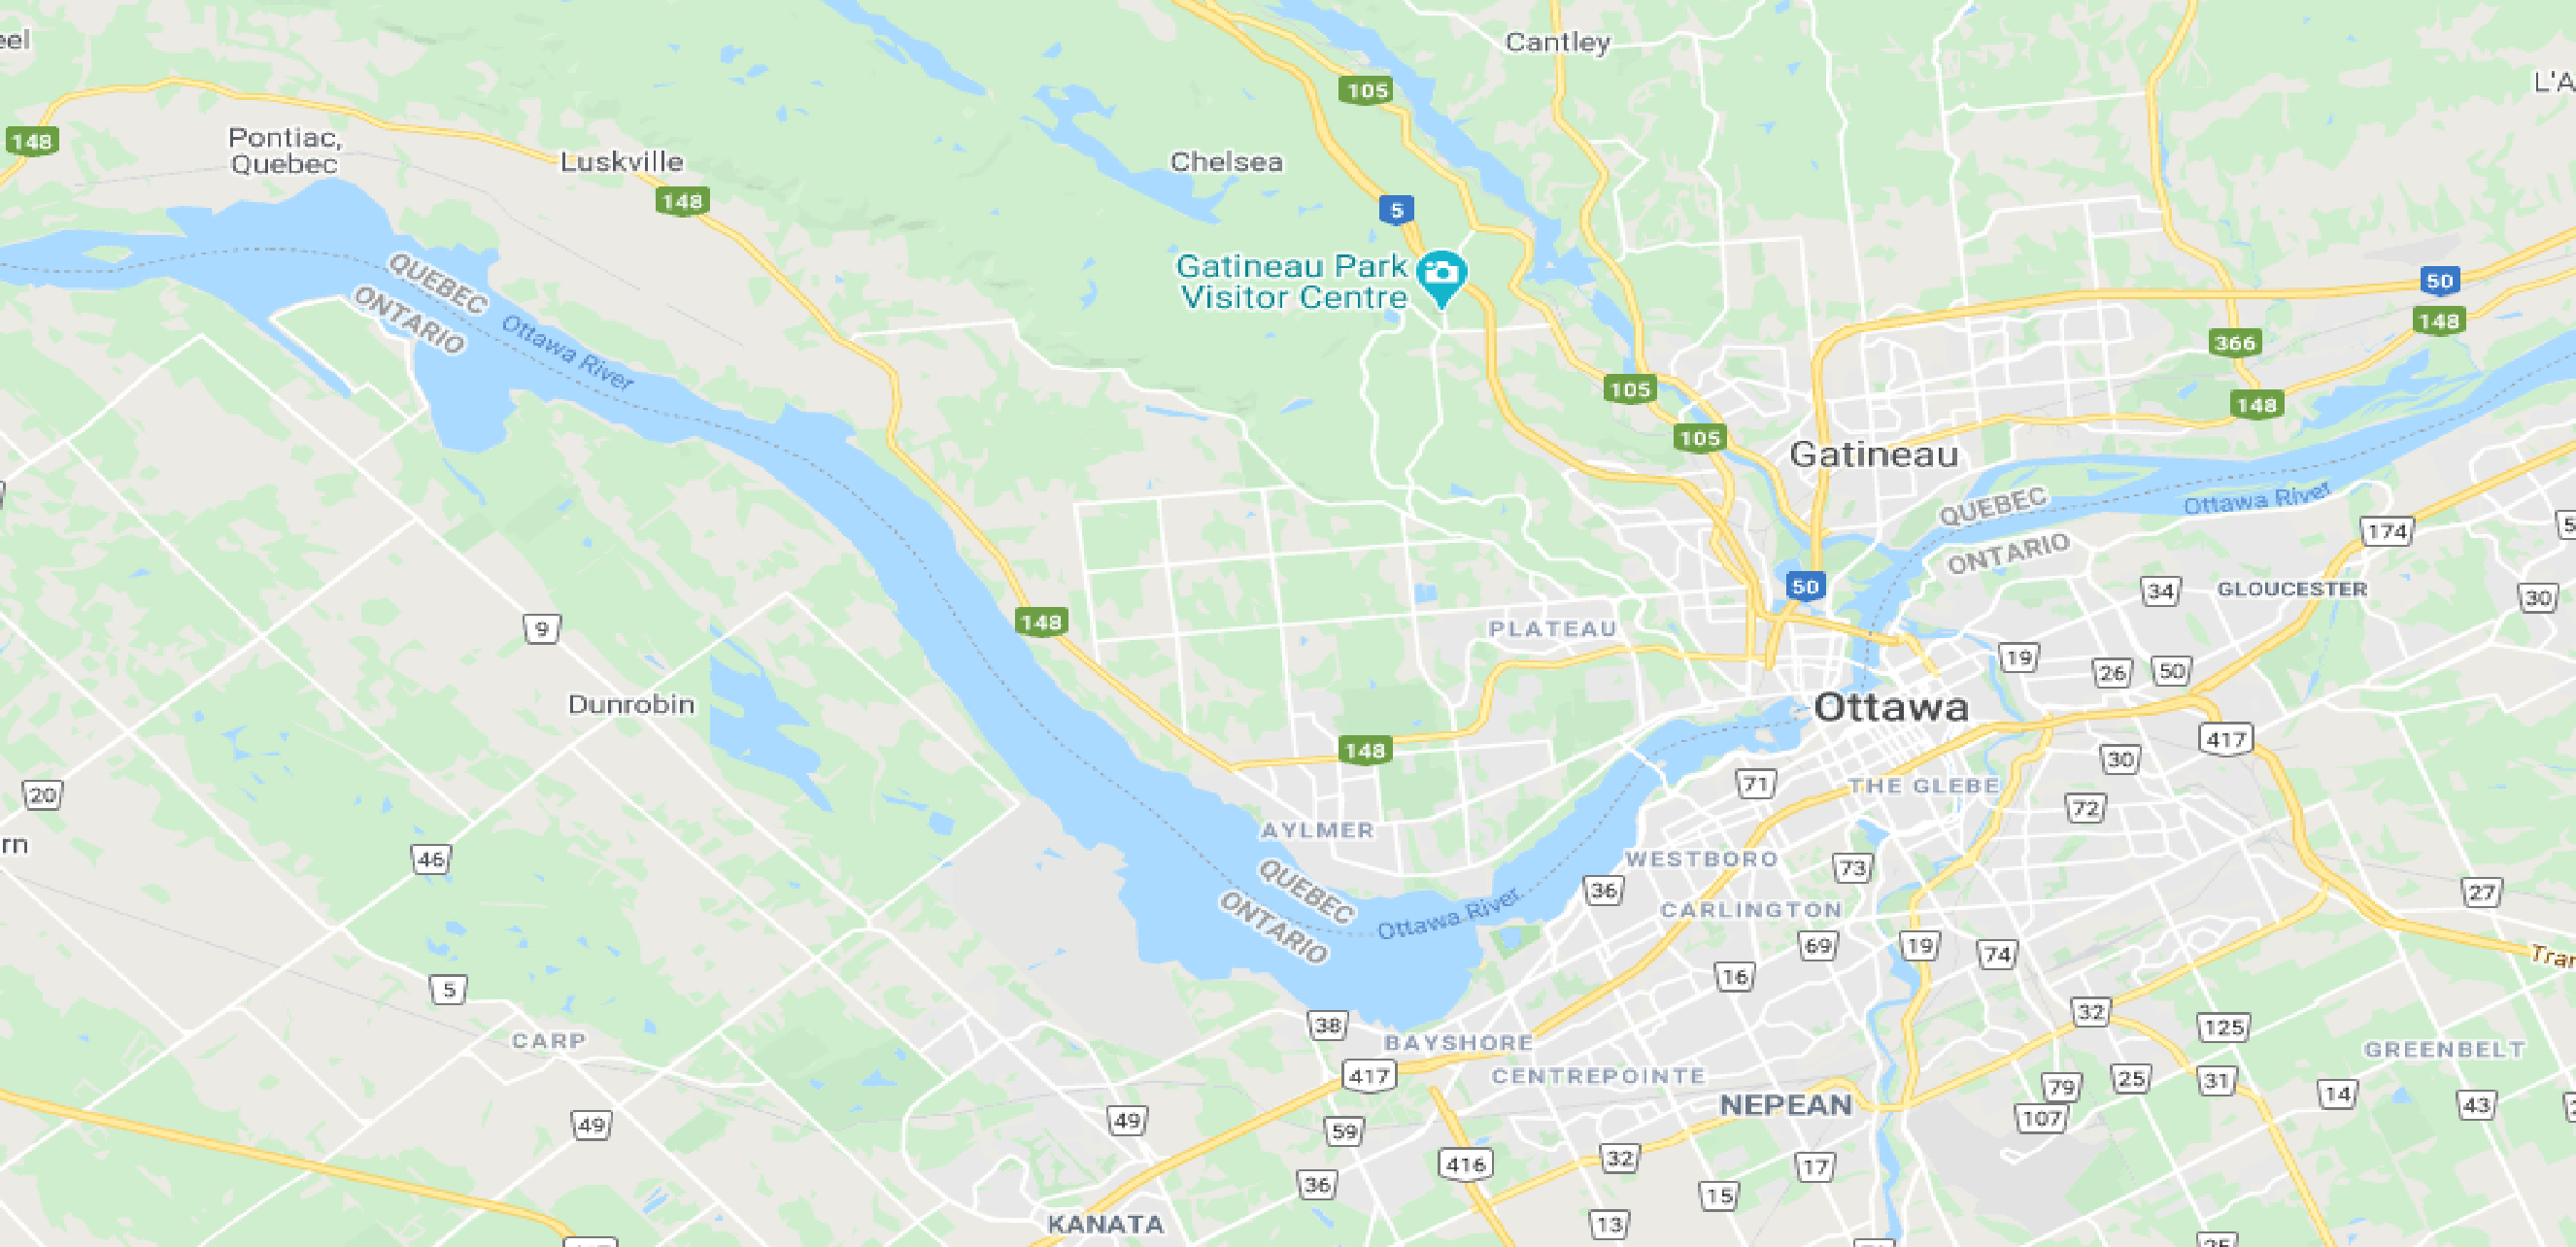 Cantley
105
148
Pontiac,
Quebec
Luskville
148
Chelsea
5
Gatineau Park
Visitor Centre
QUEBEC
ONTARIO
Ottawa River
50
148
366
148
105
105
Gatineau
QUEBEC
ONTARIO
Ottawa River
174
50
148
34
GLOUCESTER
30
9
PLATEAU
19
26
50
Dunrobin
Ottawa
148
417
71
30
THE GLEBE
20
72
AYLMER
46
WESTBORO
73
QUEBEC
ONTARIO
Ottawa River
36
27
CARLINGTON
69
19
74
16
5
32
38
125
CARP
BAYSHORE
GREENBELT
417
CENTREPOINTE
79
25
31
14
NEPEAN
43
107
49
49
59
416
32
17
36
15
KANATA
13